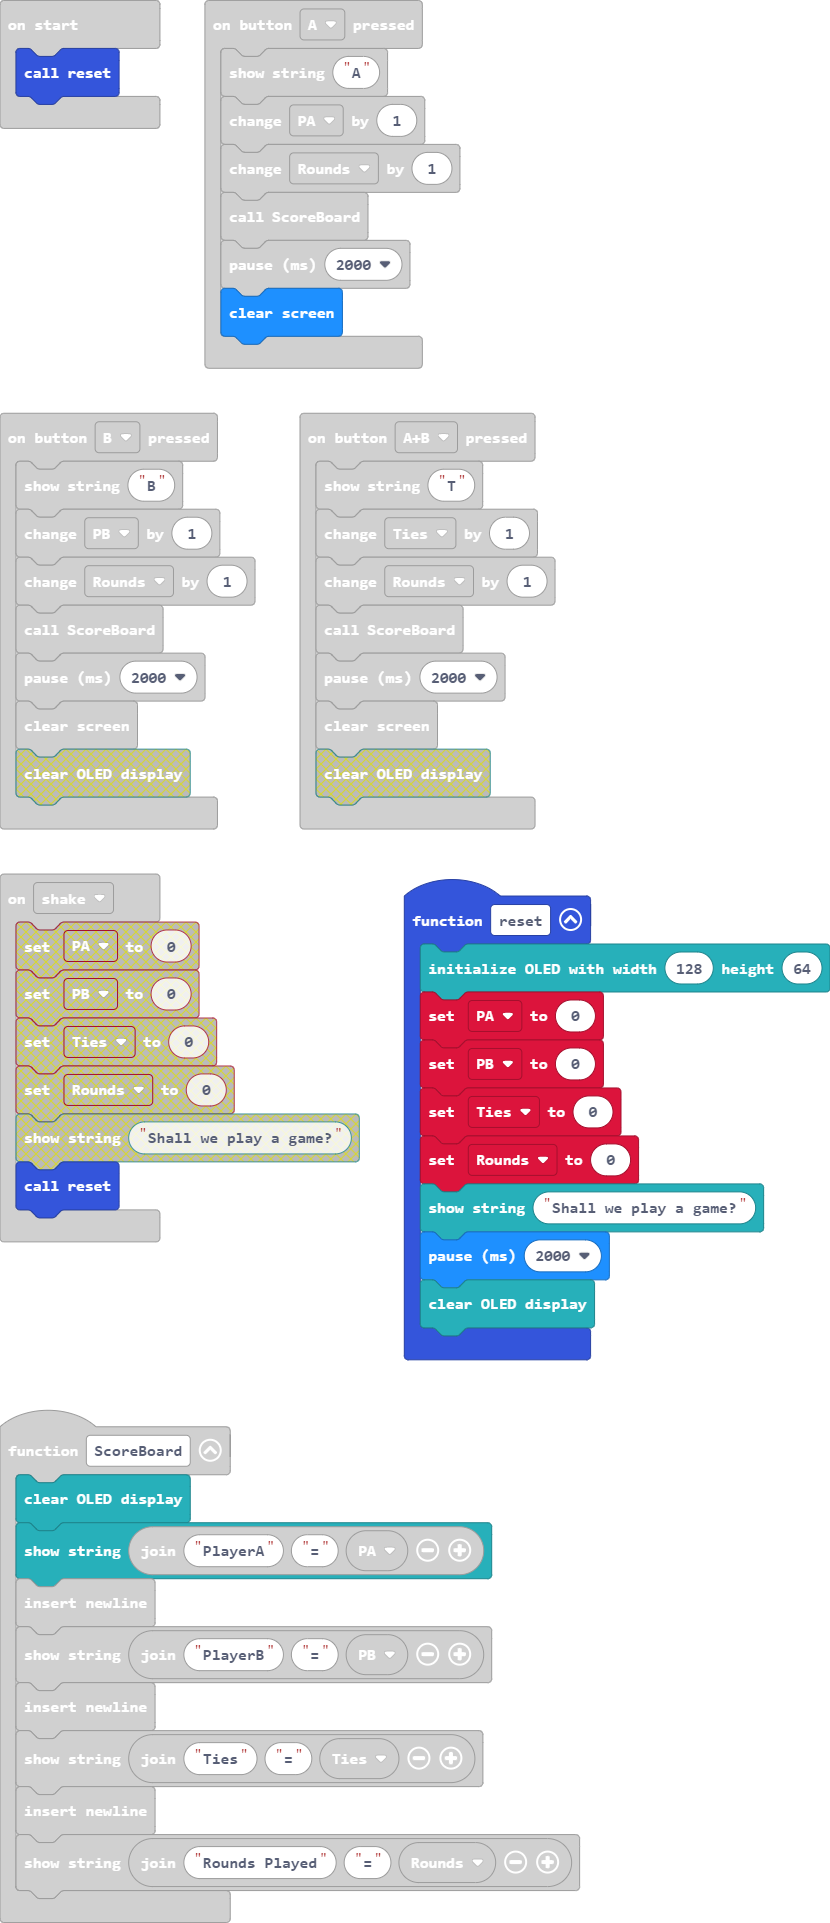 on start
call reset
on button A pressed
show string "A"
change PA by 1
change Rounds by 1
call ScoreBoard
pause (ms) 2000
clear screen
on button B pressed
show string "B"
change PB by 1
change Rounds by 1
call ScoreBoard
pause (ms) 2000
clear screen
clear OLED display
on button A+B pressed
show string "T"
change Ties by 1
change Rounds by 1
call ScoreBoard
pause (ms) 2000
clear screen
clear OLED display
on shake
set PA to 0
set PB to 0
set Ties to 0
set Rounds to 0
show string "Shall we play a game?"
call reset
function reset
initialize OLED with width 128 height 64
set PA to 0
set PB to 0
set Ties to 0
set Rounds to 0
show string "Shall we play a game?"
pause (ms) 2000
clear OLED display
function ScoreBoard
clear OLED display
show string join "PlayerA" "=" PA
insert newline
show string join "PlayerB" "=" PB
insert newline
show string join "Ties" "=" Ties
insert newline
show string join "Rounds Played" "=" Rounds